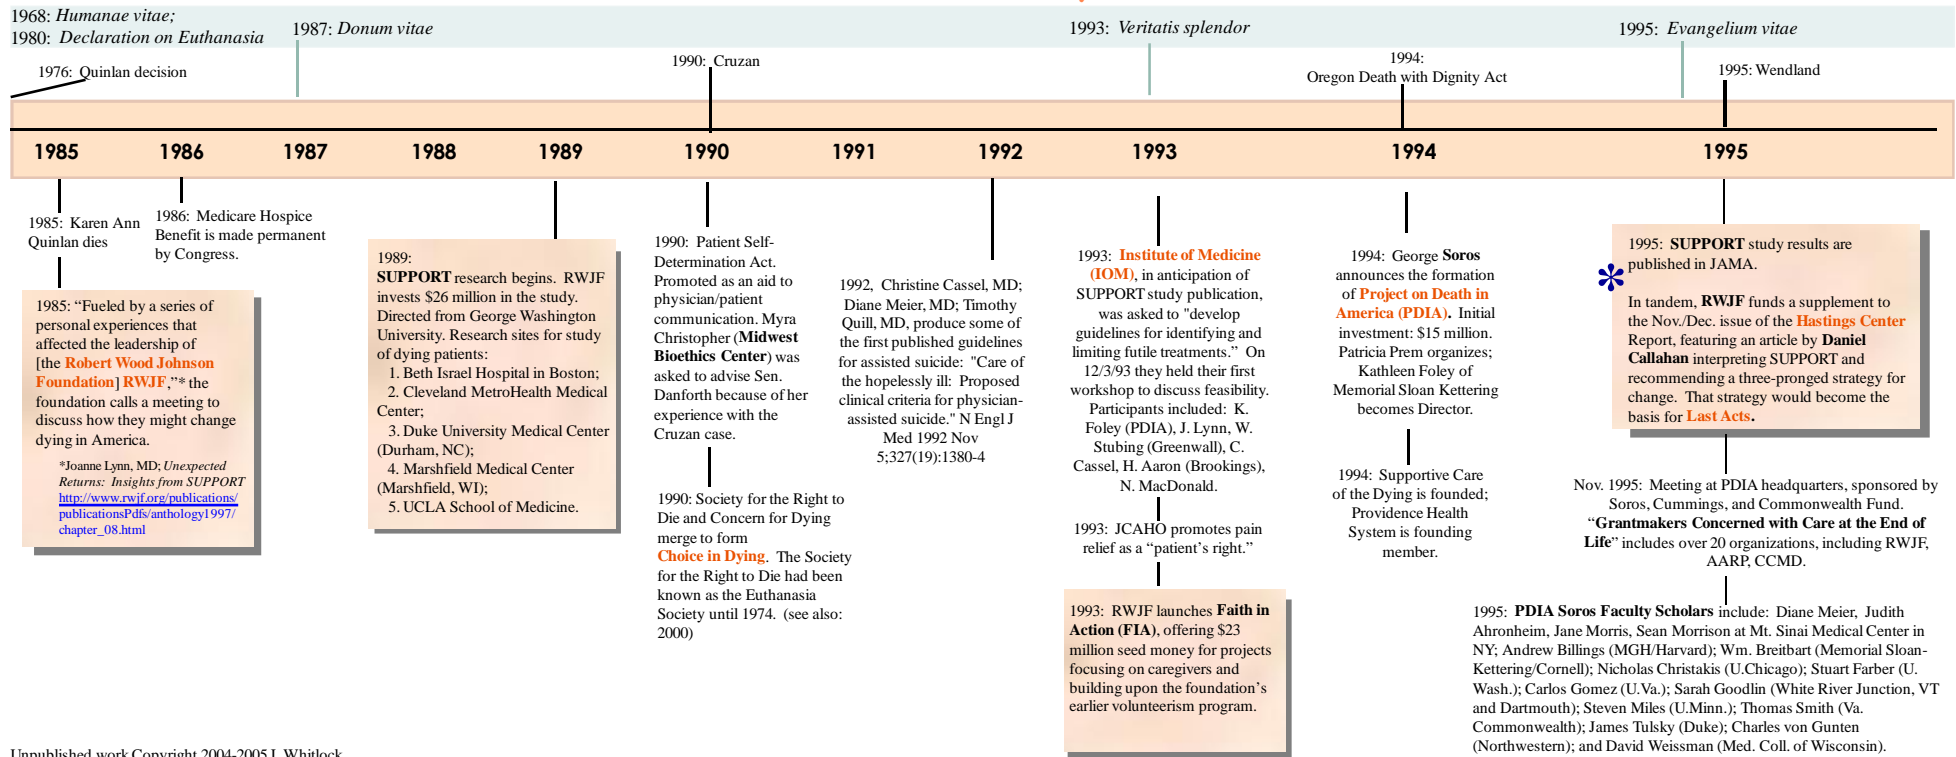 1968: Humanae vitae;
1980: Declaration on Euthanasia
1987: Donum vitae
1993: Veritatis splendor
1995: Evangelium vitae
1976: Quinlan decision
1990: Cruzan
1994:
Oregon Death with Dignity Act
1995: Wendland
1985 1986 1987 1988 1989 1990 1991 1992 1993 1994 1995
1985: Karen Ann
Quinlan dies
1985: “Fueled by a series of
personal experiences that
affected the leadership of
[the Robert Wood Johnson
Foundation] RWJF,”* the
foundation calls a meeting to
discuss how they might change
dying in America.
*Joanne Lynn, MD; Unexpected
Returns: Insights from SUPPORT
http://www.rwjf.org/publications/
publicationsPdfs/anthology1997/
chapter_08.html
1986: Medicare Hospice
Benefit is made permanent
by Congress.
1989:
SUPPORT research begins. RWJF
invests $26 million in the study.
Directed from George Washington
University. Research sites for study
of dying patients:
1. Beth Israel Hospital in Boston;
2. Cleveland MetroHealth Medical
Center;
3. Duke University Medical Center
(Durham, NC);
4. Marshfield Medical Center
(Marshfield, WI);
5. UCLA School of Medicine.
1990: Patient Self-
Determination Act.
Promoted as an aid to
physician/patient
communication. Myra
Christopher (Midwest
Bioethics Center) was
asked to advise Sen.
Danforth because of her
experience with the
Cruzan case.
1990: Society for the Right to
Die and Concern for Dying
merge to form
Choice in Dying. The Society
for the Right to Die had been
known as the Euthanasia
Society until 1974. (see also:
2000)
1992, Christine Cassel, MD;
Diane Meier, MD; Timothy
Quill, MD, produce some of
the first published guidelines
for assisted suicide: "Care of
the hopelessly ill: Proposed
clinical criteria for physician-
assisted suicide." N Engl J
Med 1992 Nov
5;327(19):1380-4
1993: Institute of Medicine
(IOM), in anticipation of
SUPPORT study publication,
was asked to "develop
guidelines for identifying and
limiting futile treatments.” On
12/3/93 they held their first
workshop to discuss feasibility.
Participants included: K.
Foley (PDIA), J. Lynn, W.
Stubing (Greenwall), C.
Cassel, H. Aaron (Brookings),
N. MacDonald.
1993: JCAHO promotes pain
relief as a “patient’s right.”
1993: RWJF launches Faith in
Action (FIA), offering $23
million seed money for projects
focusing on caregivers and
building upon the foundation’s
earlier volunteerism program.
1994: George Soros
announces the formation
of Project on Death in
America (PDIA). Initial
investment: $15 million.
Patricia Prem organizes;
Kathleen Foley of
Memorial Sloan Kettering
becomes Director.
1994: Supportive Care
of the Dying is founded;
Providence Health
System is founding
member.
1995: SUPPORT study results are
published in JAMA.
In tandem, RWJF funds a supplement to
the Nov./Dec. issue of the Hastings Center
Report, featuring an article by Daniel
Callahan interpreting SUPPORT and
recommending a three-pronged strategy for
change. That strategy would become the
basis for Last Acts.
Nov. 1995: Meeting at PDIA headquarters, sponsored by
Soros, Cummings, and Commonwealth Fund.
“Grantmakers Concerned with Care at the End of
Life” includes over 20 organizations, including RWJF,
AARP, CCMD.
1995: PDIA Soros Faculty Scholars include: Diane Meier, Judith
Ahronheim, Jane Morris, Sean Morrison at Mt. Sinai Medical Center in
NY; Andrew Billings (MGH/Harvard); Wm. Breitbart (Memorial Sloan-
Kettering/Cornell); Nicholas Christakis (U.Chicago); Stuart Farber (U.
Wash.); Carlos Gomez (U.Va.); Sarah Goodlin (White River Junction, VT
and Dartmouth); Steven Miles (U.Minn.); Thomas Smith (Va.
Commonwealth); James Tulsky (Duke); Charles von Gunten
(Northwestern); and David Weissman (Med. Coll. of Wisconsin).
Unpublished work Copyright 2004-2005 I. Whitlock